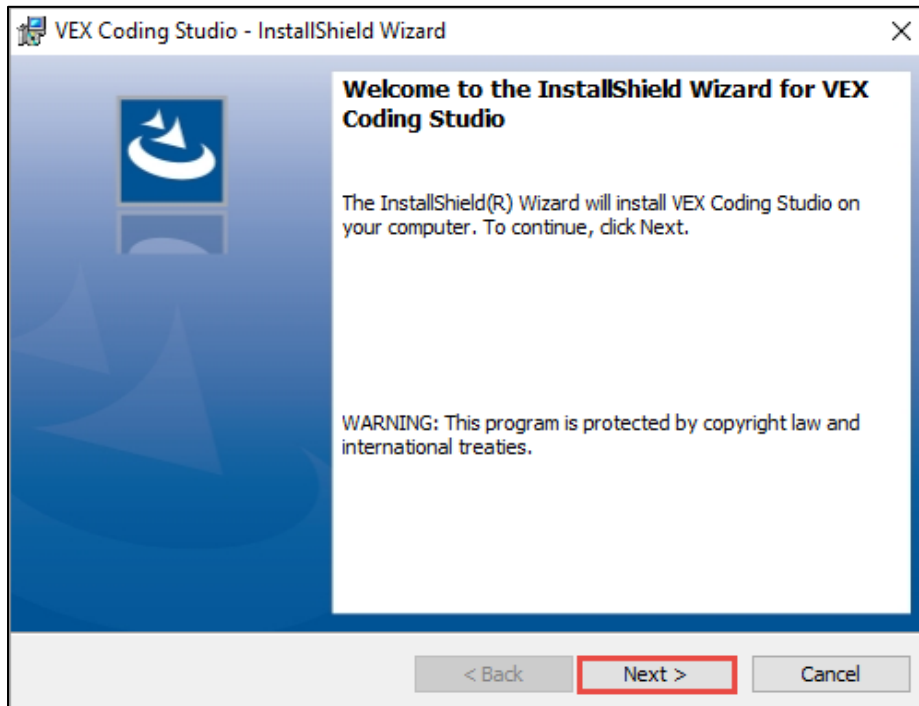 VEX Coding Studio - InstallShield Wizard
Welcome to the InstallShield Wizard for VEX
Coding Studio
The InstallShield(R) Wizard will install VEX Coding Studio on
your computer. To continue, click Next.
WARNING: This program is protected by copyright law and
international treaties.
< Back
Next >
Cancel